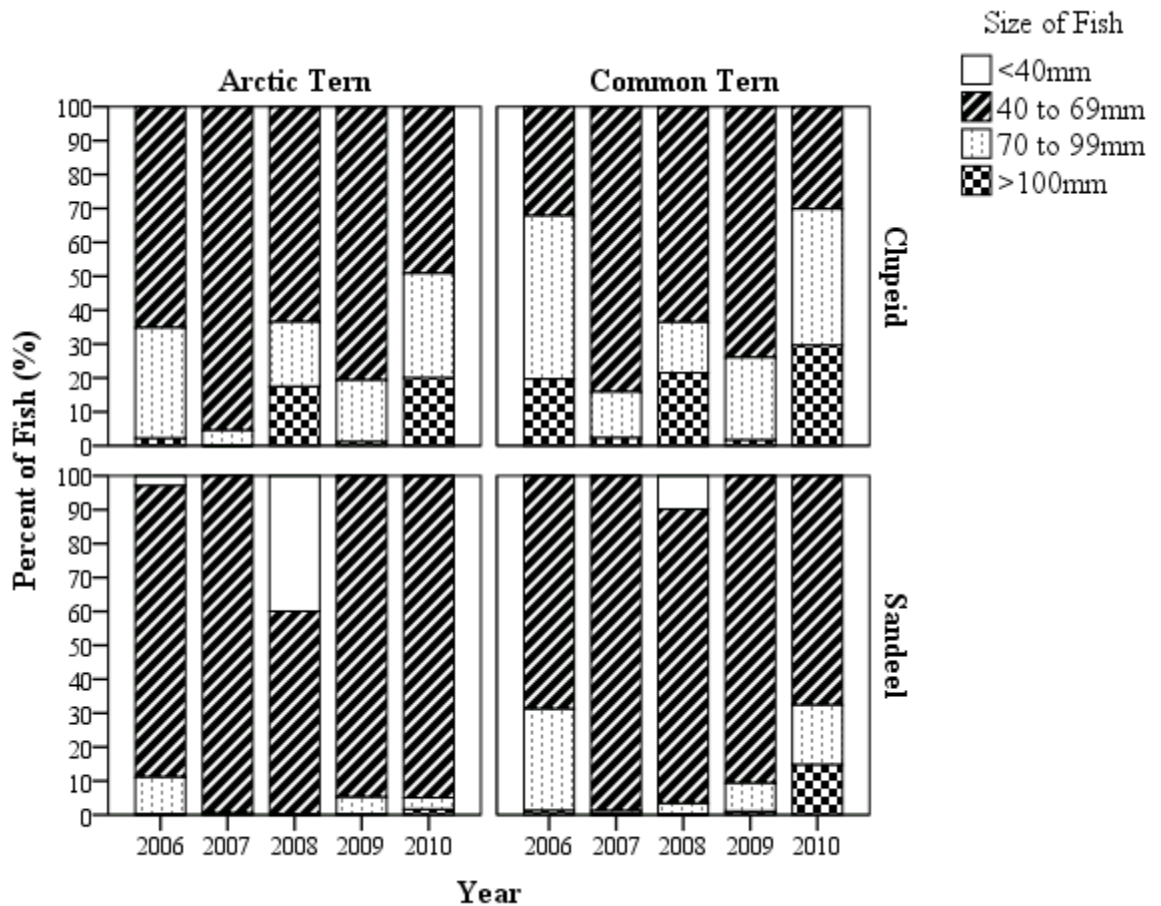 Size of Fish
<40mm
40 to 69mm
70 to 99mm
>100mm
Arctic Tern
Common Tern
Percent of Fish (%)
100
90
80
70
60
50
40
30
20
10
0
Clupeid
100
90
80
70
60
50
40
30
20
10
0
Sandeel
2006 2007 2008 2009 2010
2006 2007 2008 2009 2010
Year